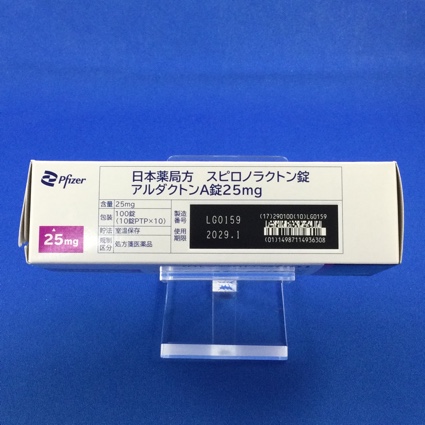 Pfizer
日本薬局方 スピロノラクトン錠
アルダクトンA錠25mg
25mg
含量 25mg
包装 100錠
(10錠PTP×10)
貯法 室温保存
規制区分 処方箋医薬品
製造番号 LG0159
使用期限 2029.1
(17)290100(10)LG0159
(01)14987114936308